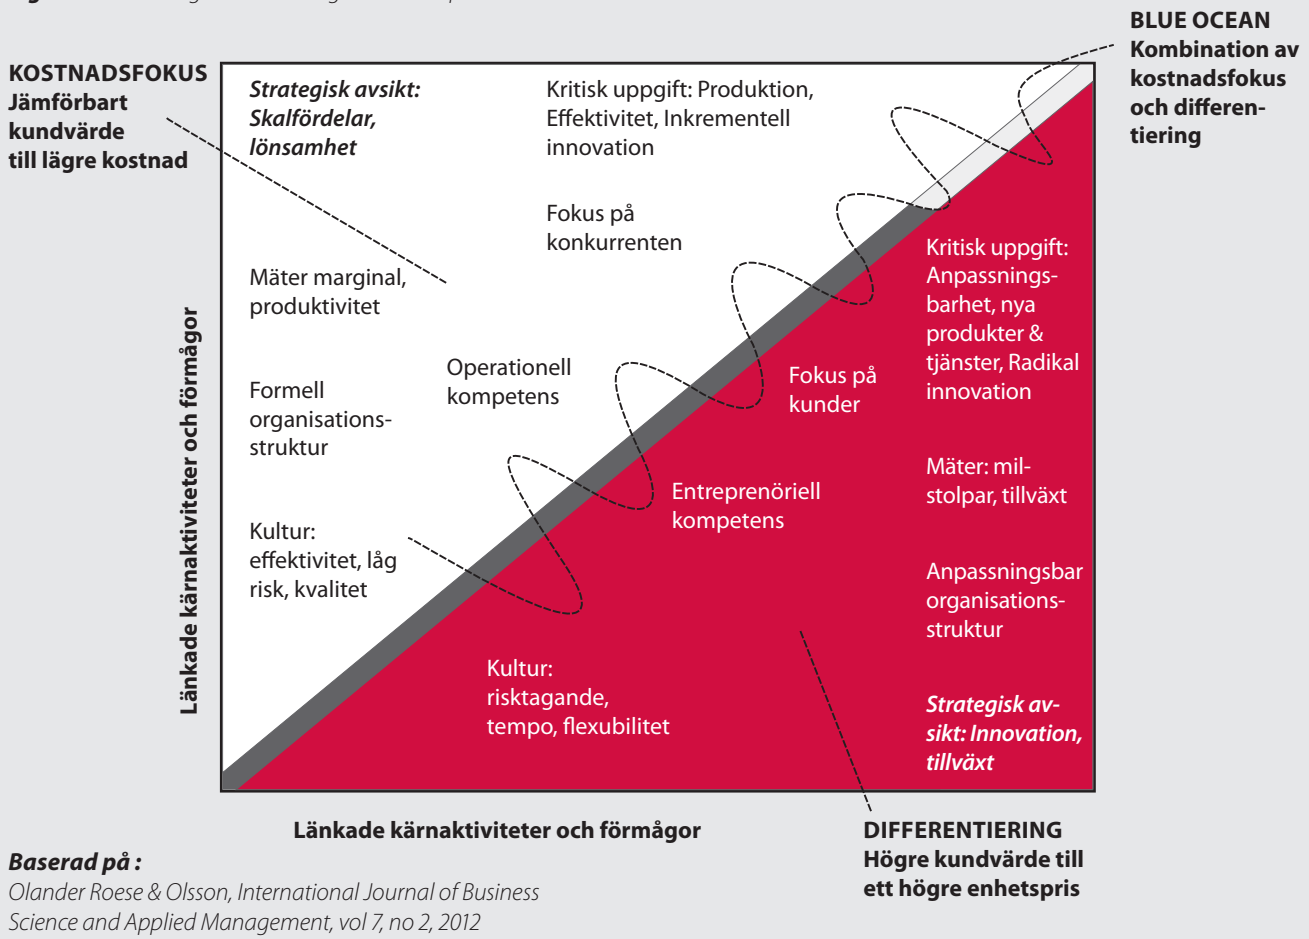 BLUE OCEAN
Kombination av
kostnadsfokus
och differen-
tiering
KOSTNADSFOKUS
Jämförbart
kundvärde
till lägre kostnad
Strategisk avsikt:
Skalfördelar,
lönsamhet
Kritisk uppgift: Produktion,
Effektivitet, Inkrementell
innovation
Fokus på
konkurrenten
Mäter marginal,
produktivitet
Operationell
kompetens
Formell
organisations-
struktur
Kultur:
effektivitet, låg
risk, kvalitet
Kritisk uppgift:
Anpassnings-
barhet, nya
produkter &
tjänster, Radikal
innovation
Fokus på
kunder
Mäter: mil-
stolpar, tillväxt
Entreprenöriell
kompetens
Anpassningsbar
organisations-
struktur
Kultur:
risktagande,
tempo, flexubilitet
Strategisk av-
sikt: Innovation,
tillväxt
Länkade kärnaktiviteter och förmågor
Länkade kärnaktiviteter och förmågor
DIFFERENTIERING
Högre kundvärde till
ett högre enhetspris
Baserad på :
Olander Roese & Olsson, International Journal of Business
Science and Applied Management, vol 7, no 2, 2012